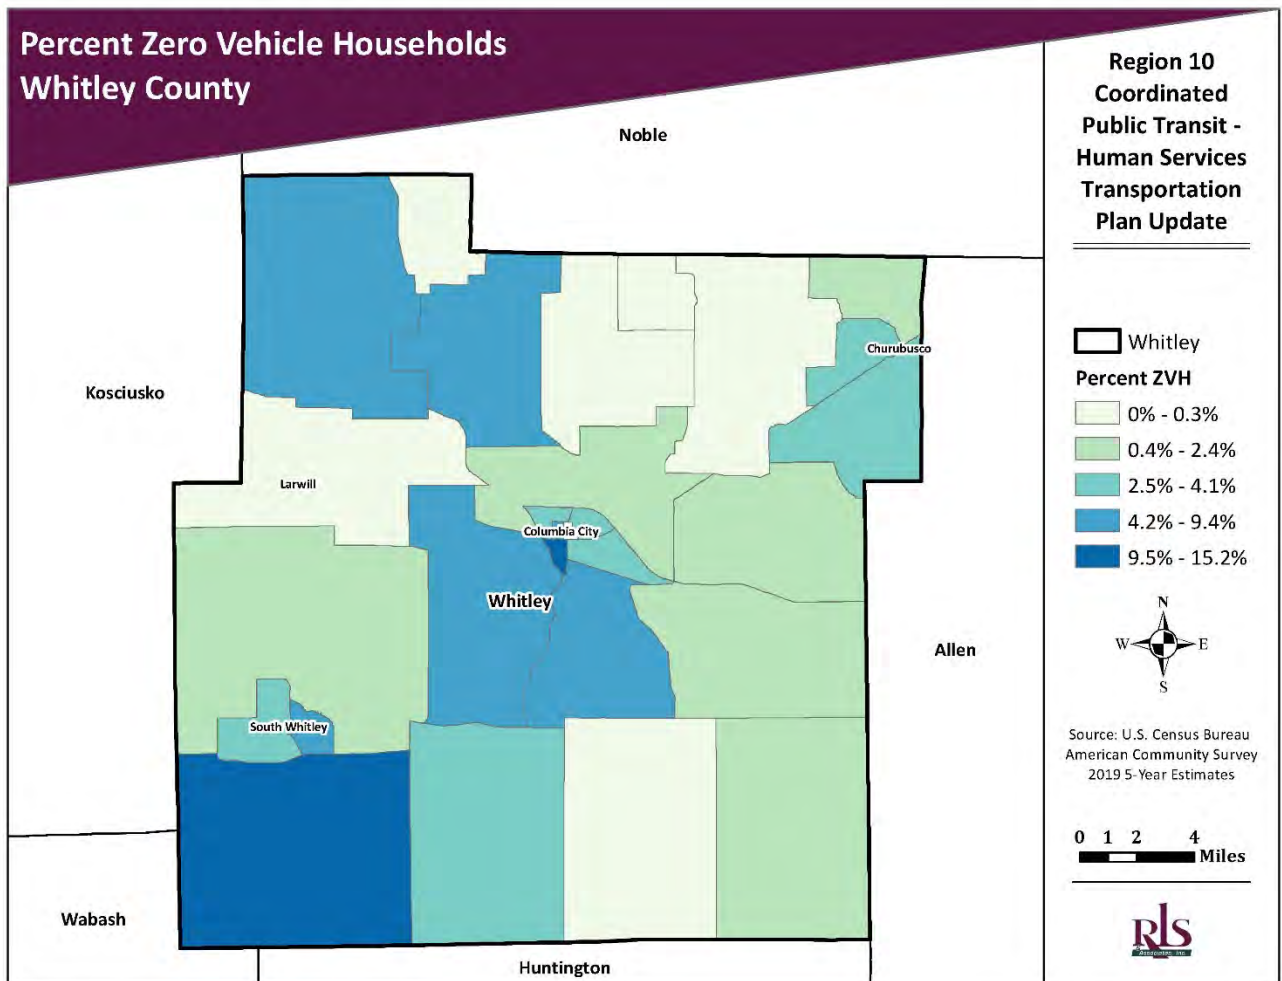 Percent Zero Vehicle Households
Whitley County
Noble
Kosciusko
Churubusco
Larwill
Columbia City
Whitley
Allen
South Whitley
Wabash
Huntington
Region 10
Coordinated
Public Transit -
Human Services
Transportation
Plan Update
Whitley
Percent ZVH
0% - 0.3%
0.4% - 2.4%
2.5% - 4.1%
4.2% - 9.4%
9.5% - 15.2%
N
W E
S
Source: U.S. Census Bureau
American Community Survey
2019 5-Year Estimates
0 1 2 4
Miles
RLS
& Associates, Inc.